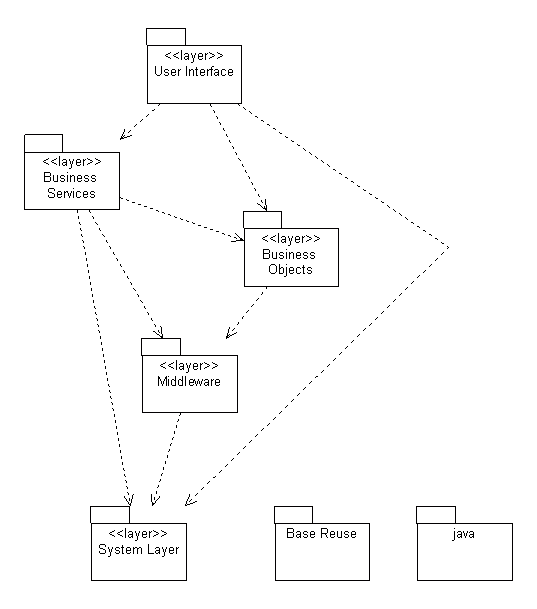 <<layer>>
User Interface
<<layer>>
Business
Services
<<layer>>
Business
Objects
<<layer>>
Middleware
<<layer>>
System Layer
Base Reuse
java